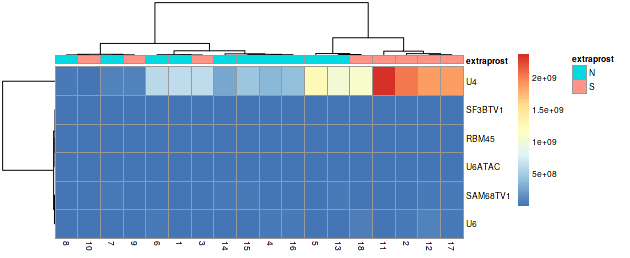 extraprost
extraprost
N
S
U4
SF3BTV1
RBM45
U6ATAC
SAM68TV1
U6
2e+09
1.5e+09
1e+09
5e+08
8 10 7 9 6 1 3 14 15 4 16 5 13 18 11 2 12 17